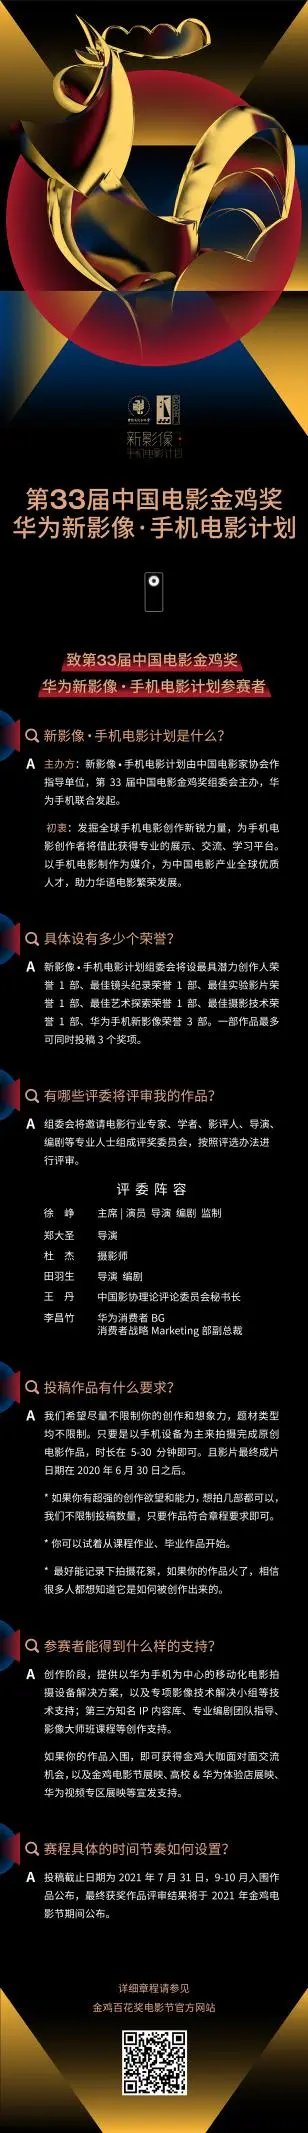 新影像
手机电影计划
第33届中国电影金鸡奖
华为新影像·手机电影计划
致第33届中国电影金鸡奖
华为新影像·手机电影计划参赛者
新影像·手机电影计划是什么?
A 主办方:新影像·手机电影计划由中国电影家协会作
指导单位,第 33 届中国电影金鸡奖组委会主办,华
为手机联合发起。
初衷:发掘全球手机电影创作新锐力量,为手机电
影创作者将借此获得专业的展示、交流、学习平台。
以手机电影制作为媒介,为中国电影产业全球优质
人才,助力华语电影繁荣发展。
具体设有多少个荣誉?
A 新影像·手机电影计划组委会将设最具潜力创作人荣
誉 1 部、最佳镜头纪录荣誉 1 部、最佳实验影片荣
誉 1 部、最佳艺术探索荣誉 1 部、最佳摄影技术荣
誉 1 部、华为手机新影像荣誉 3 部。一部作品最多
可同时投稿 3 个奖项。
有哪些评委将评审我的作品?
A 组委会将邀请电影行业专家、学者、影评人、导演、
编剧等专业人士组成评奖委员会,按照评选办法进
行评审。
评委阵容
徐 峥 主席|演员 导演 编剧 监制
郑大圣 导演
杜 杰 摄影师
田羽生 导演 编剧
王 丹 中国影协理论评论委员会秘书长
李昌竹 华为消费者 BG
消费者战略 Marketing 部副总裁
投稿作品有什么要求?
A 我们希望尽量不限制你的创作和想象力,题材类型
均不限制。只要是以手机设备为主来拍摄完成原创
电影作品,时长在 5-30 分钟即可。且影片最终成片
日期在 2020 年 6 月 30 日之后。
* 如果你有超强的创作欲望和能力,想拍几部都可以,
我们不限制投稿数量,只要作品符合章程要求即可。
* 你可以试着从课程作业、毕业作品开始。
* 最好能记录下拍摄花絮,如果你的作品火了,相信
很多人都想知道它是如何被创作出来的。
参赛者能得到什么样的支持?
A 创作阶段,提供以华为手机为中心的移动化电影拍
摄设备解决方案,以及专项影像技术解决小组等技
术支持;第三方知名 IP 内容库、专业编剧团队指导、
影像大师班课程等创作支持。
如果你的作品入围,即可获得金鸡大咖面对面交流
机会,以及金鸡电影节展映、高校 & 华为体验店展映、
华为视频专区展映等宣发支持。
赛程具体的时间节奏如何设置?
A 投稿截止日期为 2021 年 7 月 31 日,9-10 月入围作
品公布,最终获奖作品评审结果将于 2021 年金鸡电
影节期间公布。
详细章程请参见
金鸡百花奖电影节官方网站